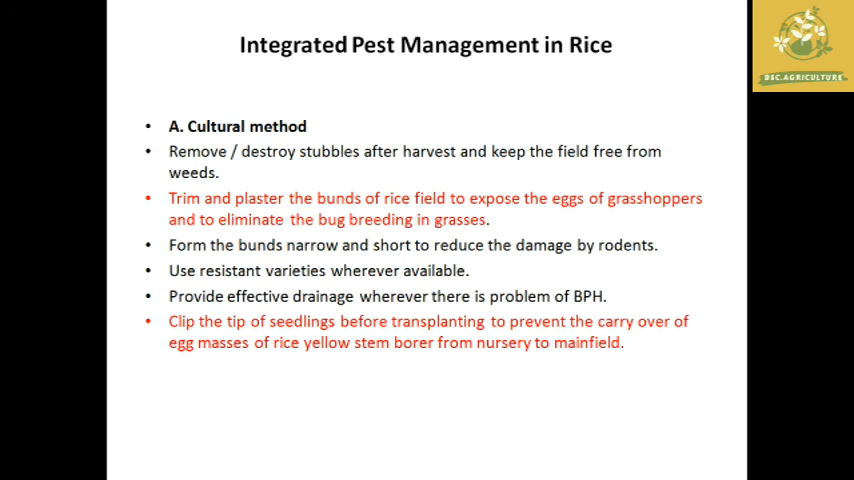 Integrated Pest Management in Rice
BSC.AGRICULTURE
• A. Cultural method
• Remove / destroy stubbles after harvest and keep the field free from
weeds.
• Trim and plaster the bunds of rice field to expose the eggs of grasshoppers
and to eliminate the bug breeding in grasses.
• Form the bunds narrow and short to reduce the damage by rodents.
• Use resistant varieties wherever available.
• Provide effective drainage wherever there is problem of BPH.
• Clip the tip of seedlings before transplanting to prevent the carry over of
egg masses of rice yellow stem borer from nursery to mainfield.